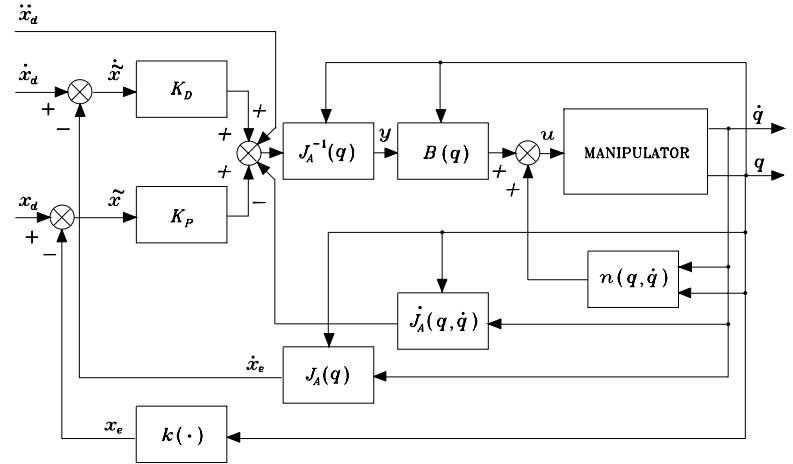 ẍ_d
ẋ_d
+
−
x̃̇
K_D
+
+
+
−
x_d
+
−
x̃
K_P
J_A⁻¹(q)
y
B(q)
+
+
u
MANIPULATOR
q̇
q
n(q,q̇)
J̇_A(q,q̇)
ẋ_e
J_A(q)
x_e
k(·)